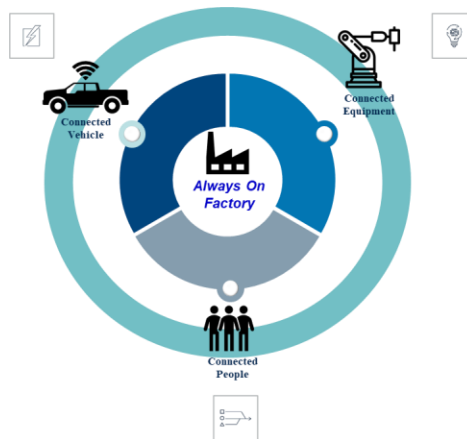 Connected
Vehicle
Connected
Equipment
Always On
Factory
Connected
People